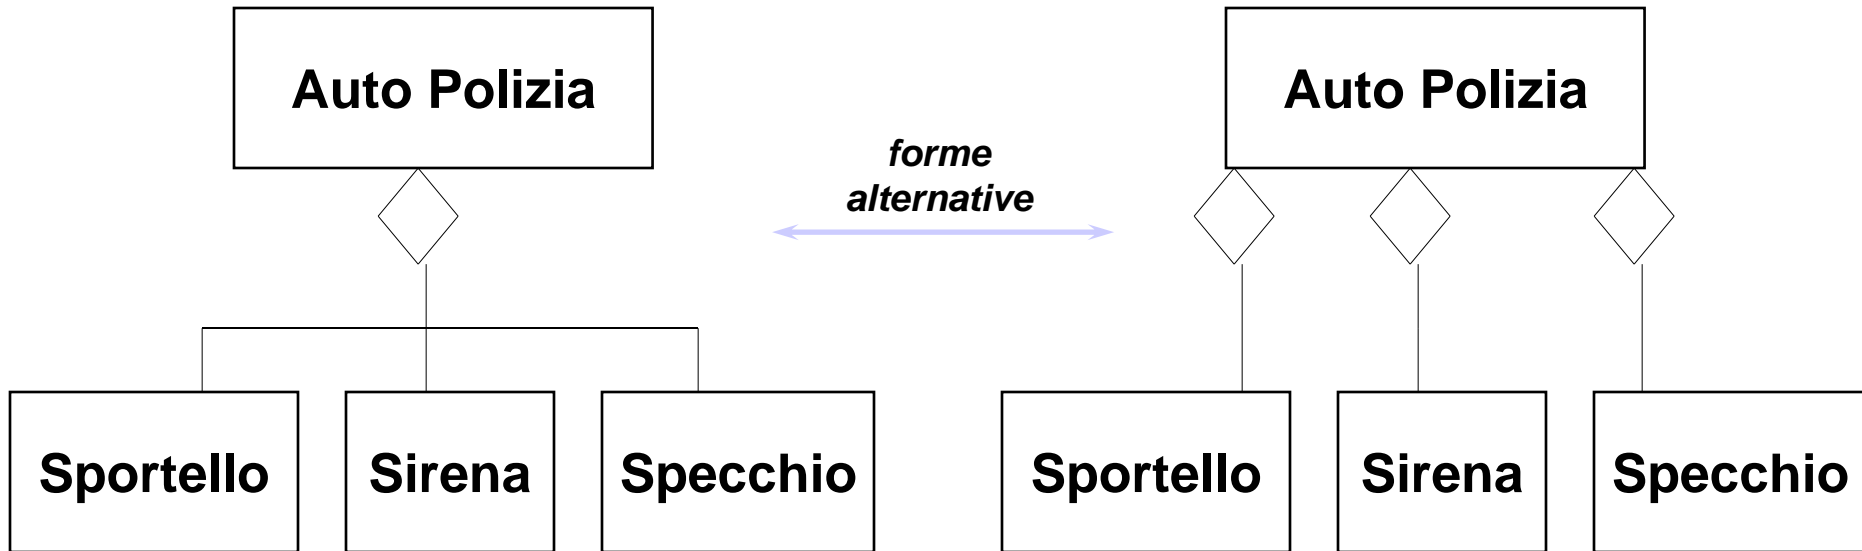 Auto Polizia
Auto Polizia
forme
alternative
Sportello
Sirena
Specchio
Sportello
Sirena
Specchio